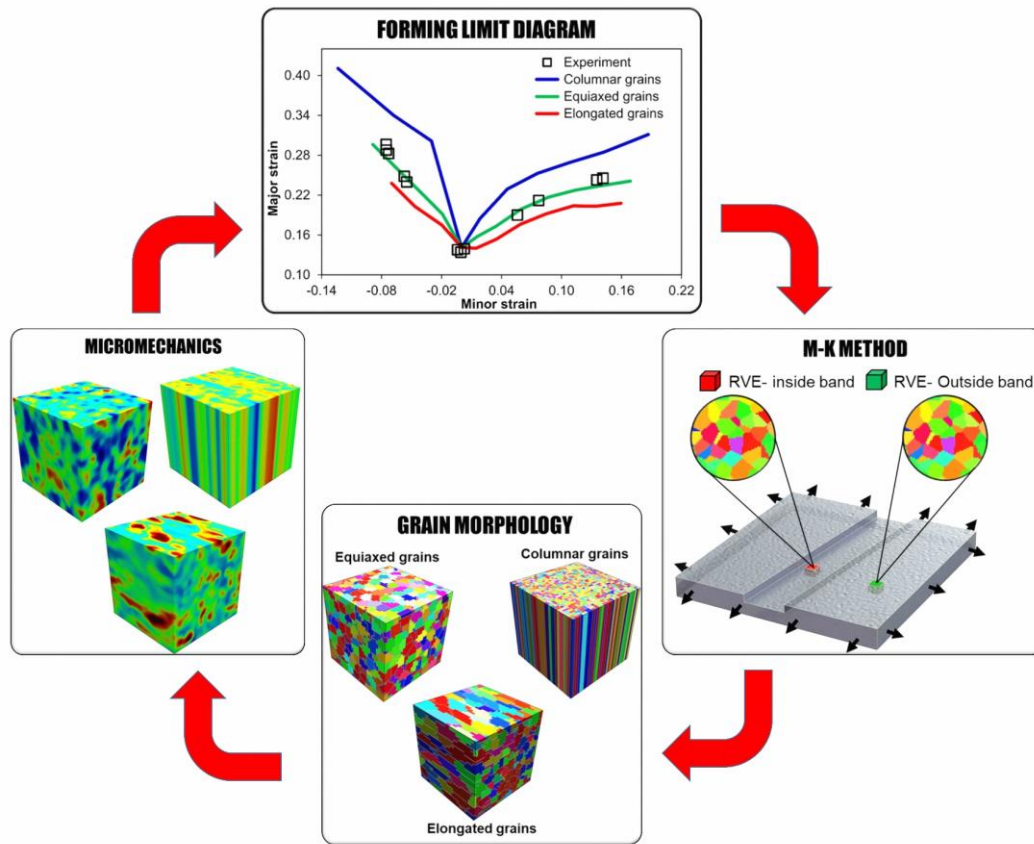 FORMING LIMIT DIAGRAM
Experiment
Columnar grains
Equiaxed grains
Elongated grains
Major strain
0.40
0.34
0.28
0.22
0.16
0.10
-0.14 -0.08 -0.02 0.04 0.10 0.16 0.22
Minor strain
MICROMECHANICS
M-K METHOD
RVE- inside band RVE- Outside band
GRAIN MORPHOLOGY
Equiaxed grains Columnar grains
Elongated grains